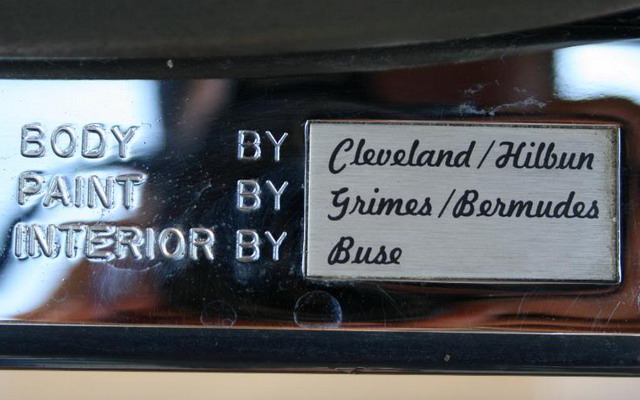 BODY BY Cleveland/Hilbun
PAINT BY Grimes/Bermudes
INTERIOR BY Buse